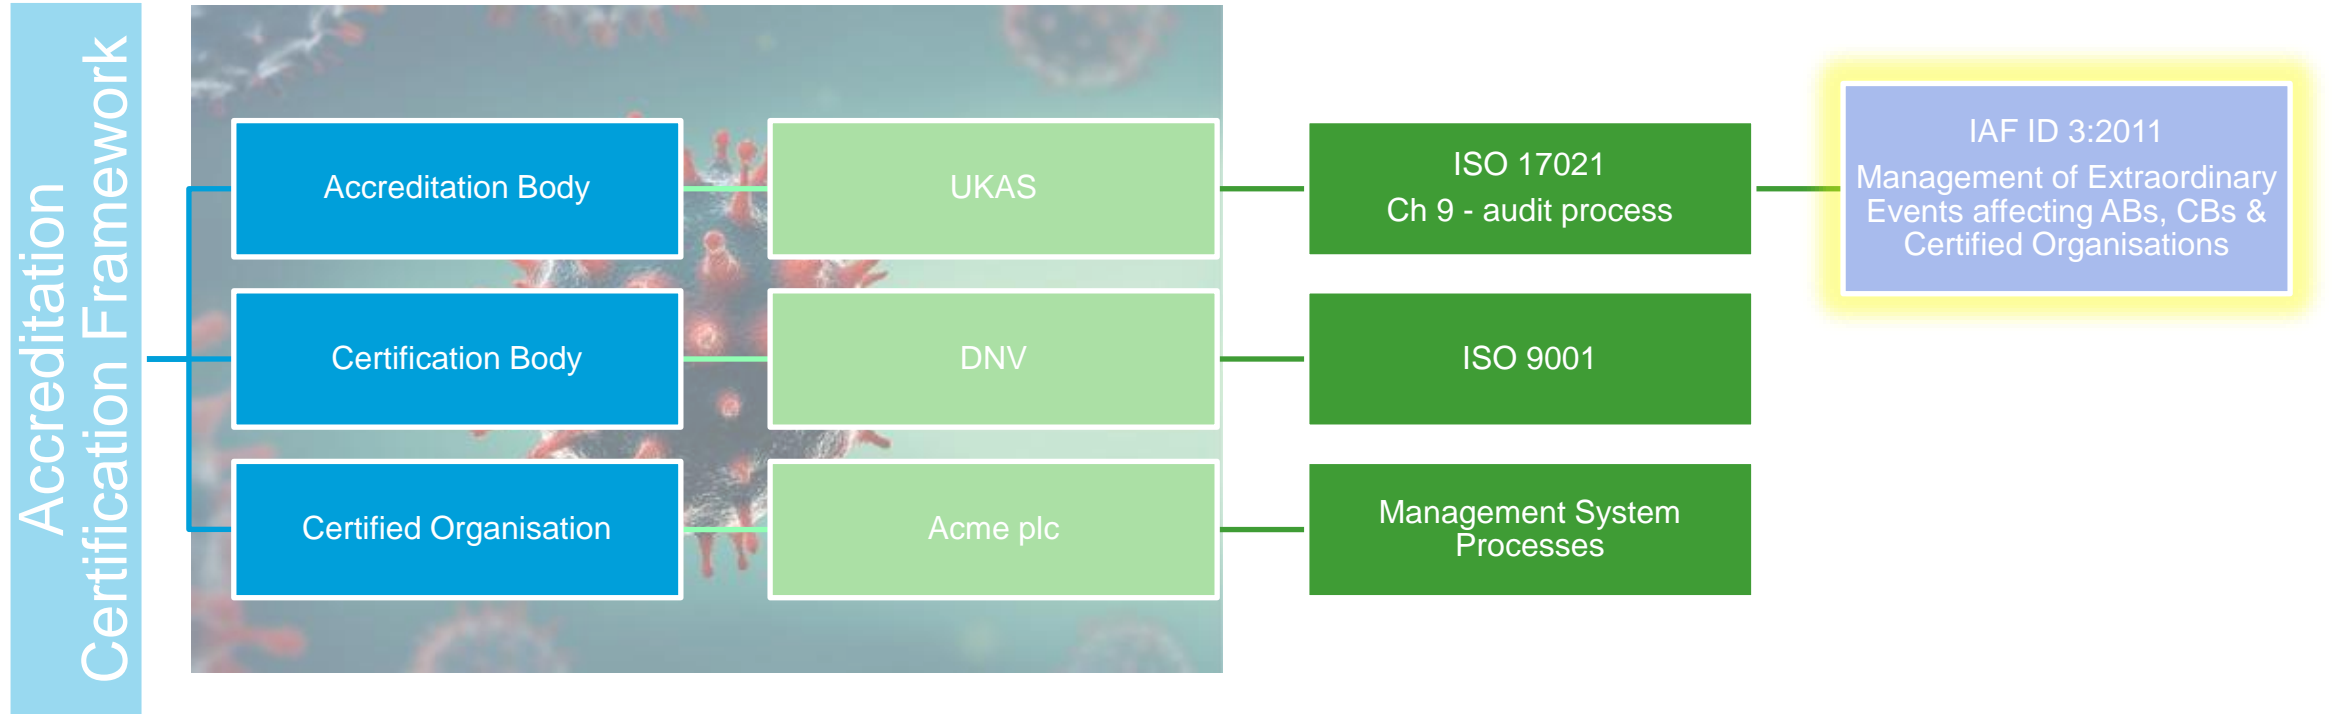 Accreditation
Certification Framework
Accreditation Body
UKAS
ISO 17021
Ch 9 - audit process
IAF ID 3:2011
Management of Extraordinary
Events affecting ABs, CBs &
Certified Organisations
Certification Body
DNV
ISO 9001
Certified Organisation
Acme plc
Management System
Processes